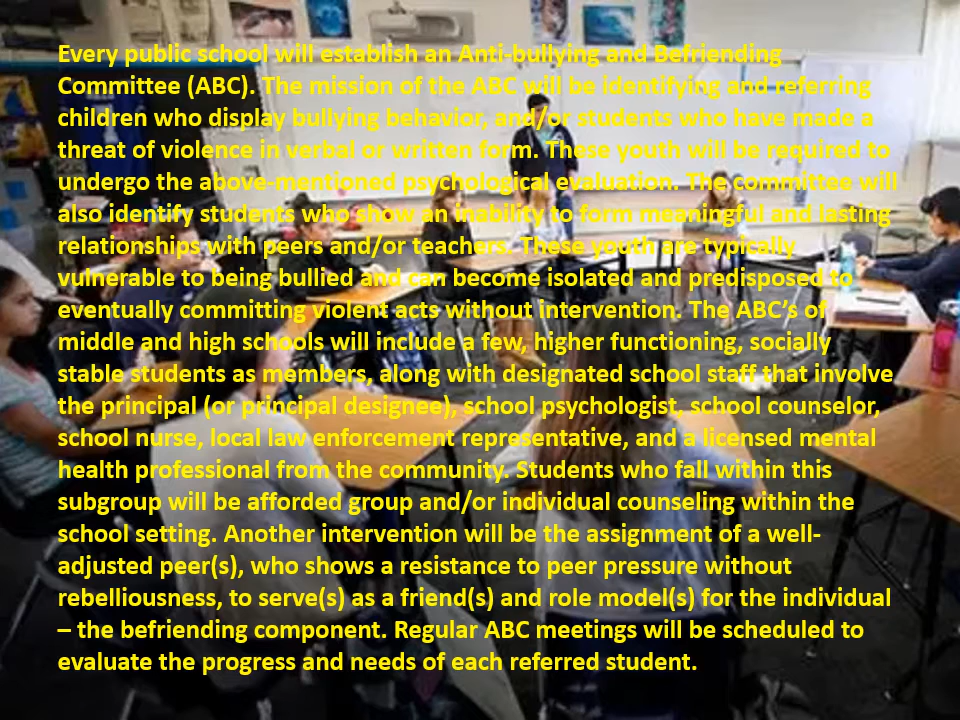 Every public school will establish an Anti-bullying and Befriending
Committee (ABC). The mission of the ABC will be identifying and referring
children who display bullying behavior, and/or students who have made a
threat of violence in verbal or written form. These youth will be required to
undergo the above-mentioned psychological evaluation. The committee will
also identify students who show an inability to form meaningful and lasting
relationships with peers and/or teachers. These youth are typically
vulnerable to being bullied and can become isolated and predisposed to
eventually committing violent acts without intervention. The ABC’s of
middle and high schools will include a few, higher functioning, socially
stable students as members, along with designated school staff that involve
the principal (or principal designee), school psychologist, school counselor,
school nurse, local law enforcement representative, and a licensed mental
health professional from the community. Students who fall within this
subgroup will be afforded group and/or individual counseling within the
school setting. Another intervention will be the assignment of a well-
adjusted peer(s), who shows a resistance to peer pressure without
rebelliousness, to serve(s) as a friend(s) and role model(s) for the individual
– the befriending component. Regular ABC meetings will be scheduled to
evaluate the progress and needs of each referred student.